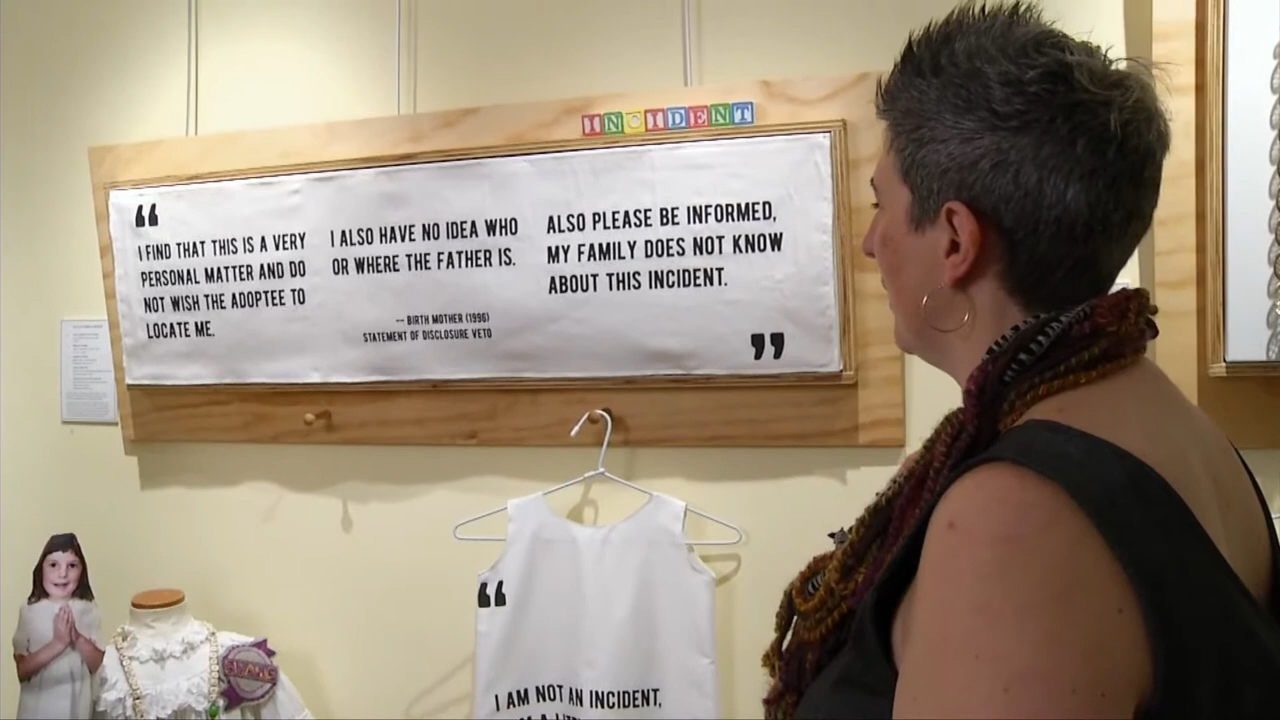 INCIDENT
“
I FIND THAT THIS IS A VERY
PERSONAL MATTER AND DO
NOT WISH THE ADOPTEE TO
LOCATE ME.
I ALSO HAVE NO IDEA WHO
OR WHERE THE FATHER IS.
-- BIRTH MOTHER (1996)
STATEMENT OF DISCLOSURE VETO
ALSO PLEASE BE INFORMED,
MY FAMILY DOES NOT KNOW
ABOUT THIS INCIDENT.
”
“
I AM NOT AN INCIDENT,